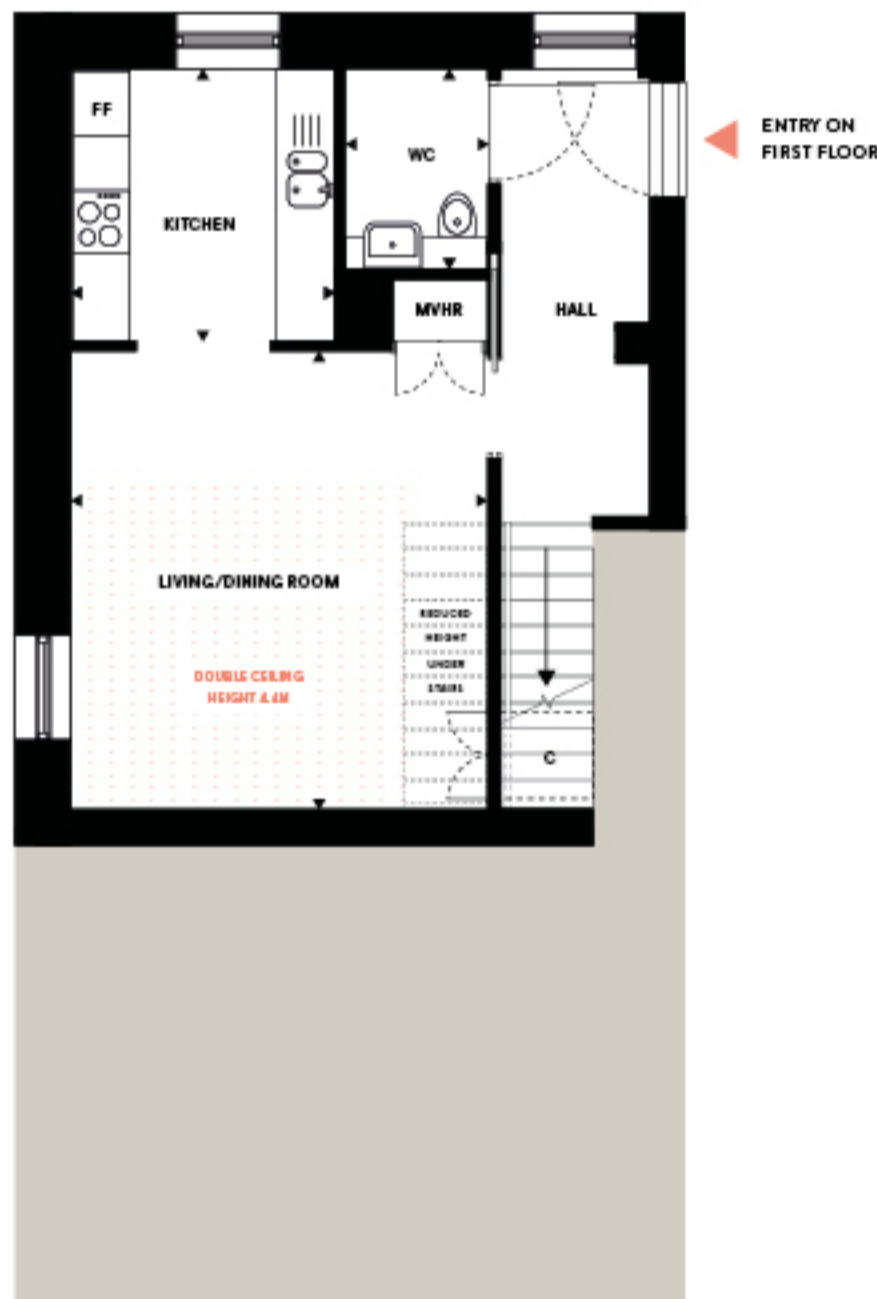 ENTRY ON
FIRST FLOOR
FF
WC
KITCHEN
MVHR
HALL
LIVING/DINING ROOM
REDUCED
HEIGHT
UNDER
STAIRS
DOUBLE CEILING
HEIGHT 4.4M
C